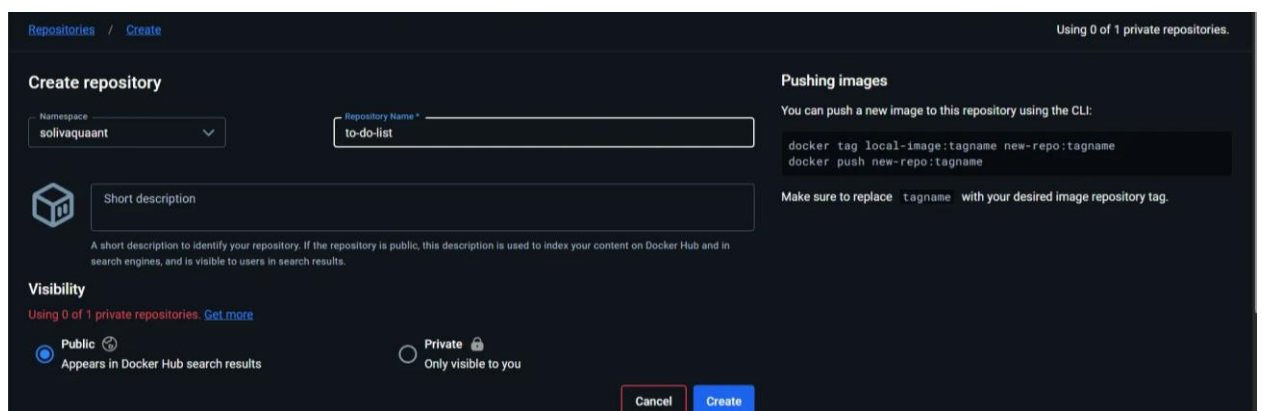 Repositories / Create
Using 0 of 1 private repositories.
Create repository
Namespace
solivaquaant
Repository Name *
to-do-list
Short description
A short description to identify your repository. If the repository is public, this description is used to index your content on Docker Hub and in
search engines, and is visible to users in search results.
Visibility
Using 0 of 1 private repositories. Get more
Public
Appears in Docker Hub search results
Private
Only visible to you
Cancel
Create
Pushing images
You can push a new image to this repository using the CLI:
docker tag local-image:tagname new-repo:tagname
docker push new-repo:tagname
Make sure to replace tagname with your desired image repository tag.